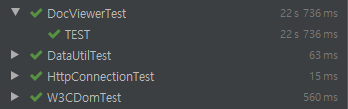 DocViewerTest 22 s 736 ms
TEST 22 s 736 ms
DataUtilTest 63 ms
HttpConnectionTest 15 ms
W3CDomTest 560 ms